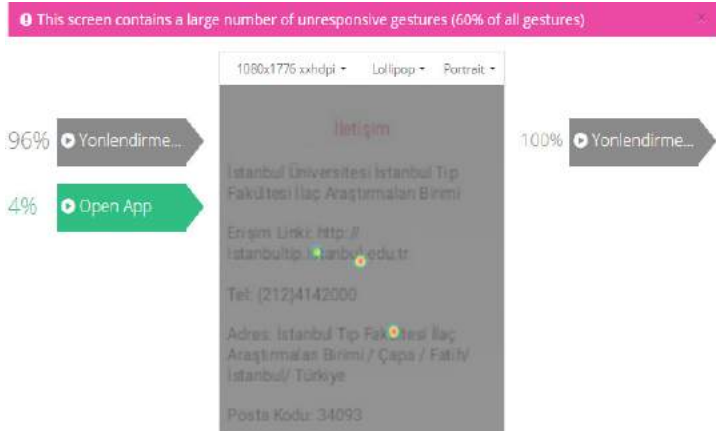 This screen contains a large number of unresponsive gestures (60% of all gestures)
1080x1776 xxhdpi Lollipop Portrait
İletişim
96% Yonlendirme...
100% Yonlendirme...
İstanbul Üniversitesi İstanbul Tıp
Fakültesi İlaç Araştırmaları Birimi
4% Open App
Erişim Linki: http://
istanbultip.istanbul.edu.tr
Tel: (212)4142000
Adres: İstanbul Tıp Fakültesi İlaç
Araştırmaları Birimi / Çapa / Fatih/
İstanbul/ Türkiye
Posta Kodu: 34093